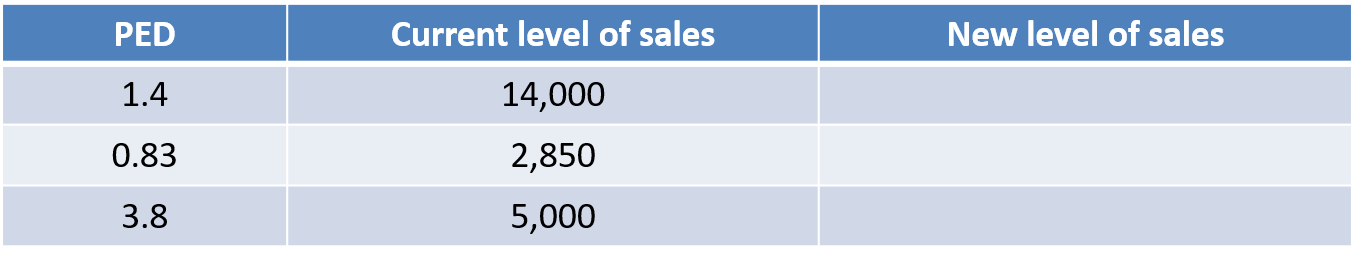 PED Current level of sales New level of sales
1.4 14,000
0.83 2,850
3.8 5,000